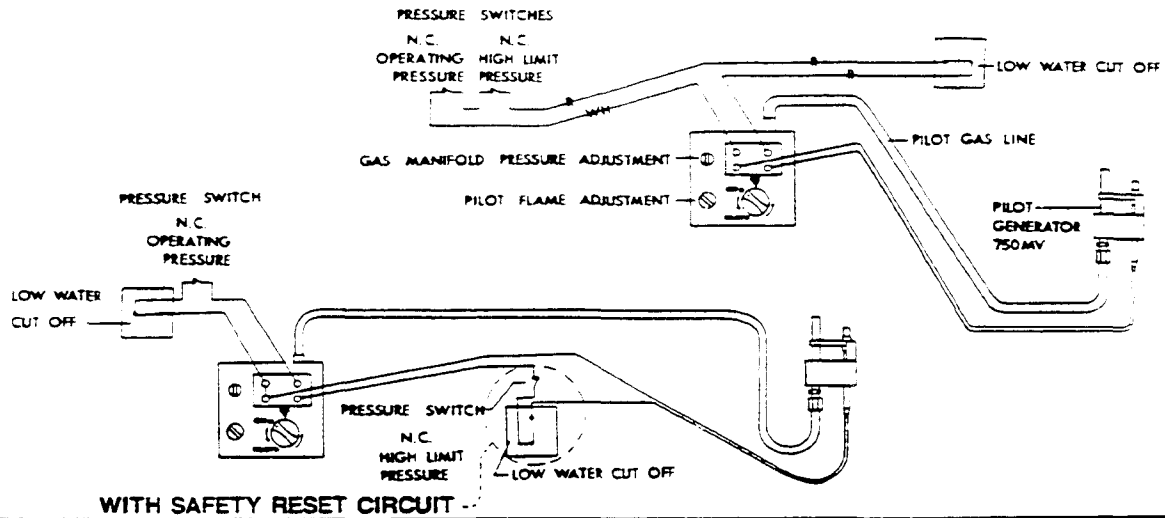 PRESSURE SWITCHES
N.C. N.C.
OPERATING HIGH LIMIT
PRESSURE PRESSURE
B
B
WH
LOW WATER CUT OFF
PILOT GAS LINE
GAS MANIFOLD PRESSURE ADJUSTMENT
PILOT FLAME ADJUSTMENT
PILOT
GENERATOR
750MV
PRESSURE SWITCH
N.C.
OPERATING
PRESSURE
LOW WATER
CUT OFF
PRESSURE SWITCH
N.C.
HIGH LIMIT
PRESSURE
LOW WATER CUT OFF
WITH SAFETY RESET CIRCUIT